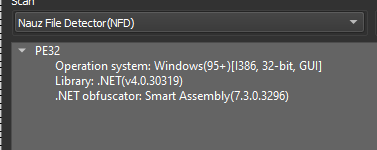 Scan
Nauz File Detector(NFD)
PE32
Operation system: Windows(95+)[I386, 32-bit, GUI]
Library: .NET(v4.0.30319)
.NET obfuscator: Smart Assembly(7.3.0.3296)